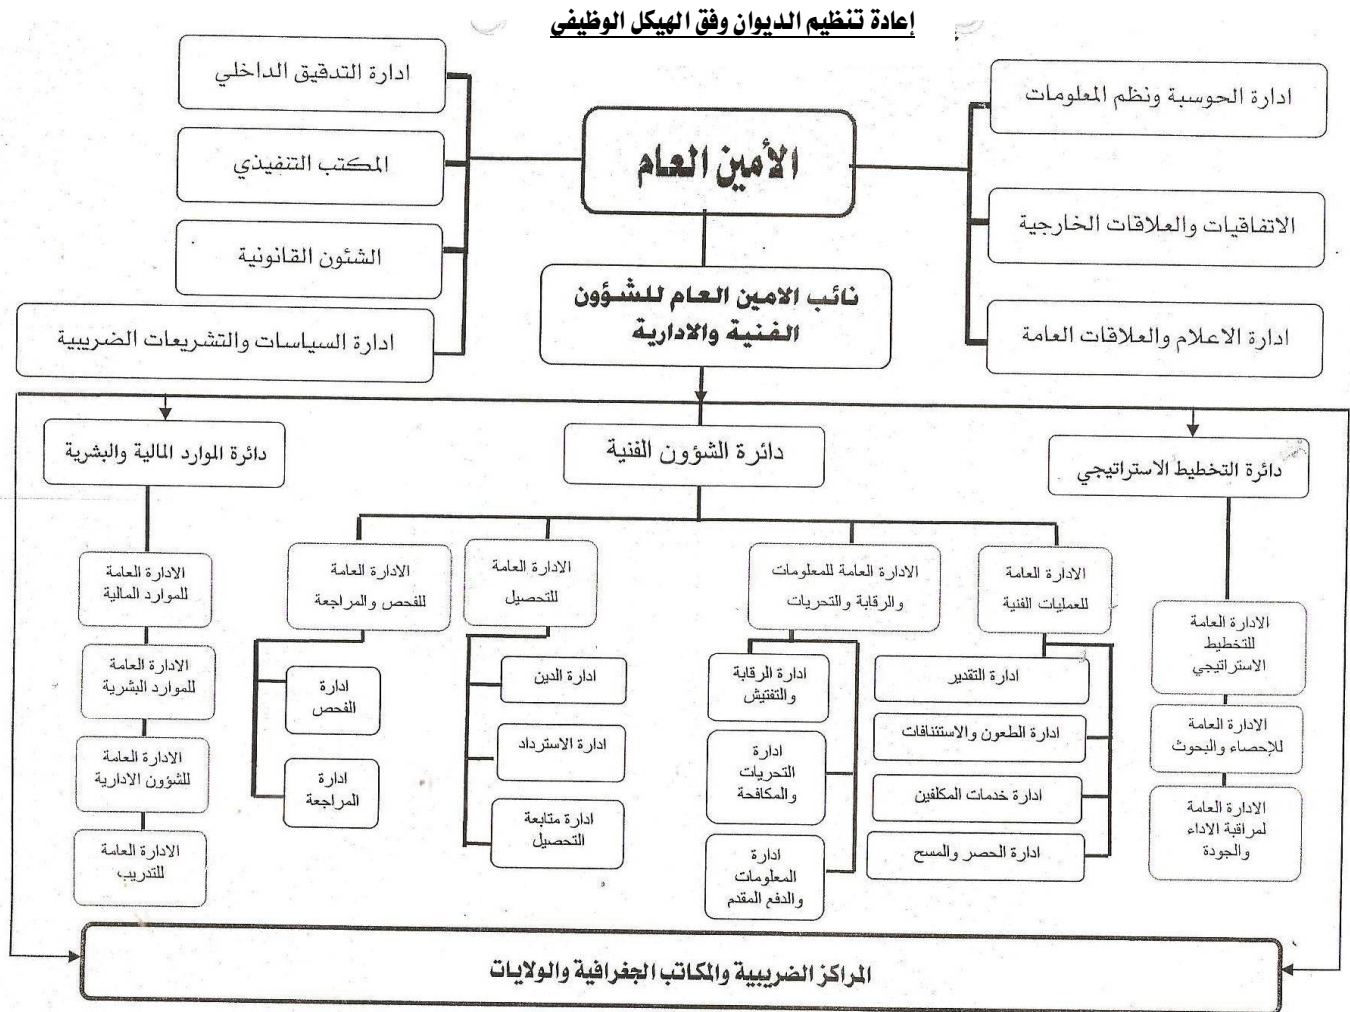 إعادة تنظيم الديوان وفق الهيكل الوظيفي
الأمين العام
ادارة الحوسبة ونظم المعلومات
الاتفاقيات والعلاقات الخارجية
ادارة الاعلام والعلاقات العامة
ادارة التدقيق الداخلي
المكتب التنفيذي
الشئون القانونية
ادارة السياسات والتشريعات الضريبية
نائب الامين العام للشؤون
الفنية والادارية
دائرة التخطيط الاستراتيجي
دائرة الشؤون الفنية
دائرة الموارد المالية والبشرية
الادارة العامة
للتخطيط
الاستراتيجي
الادارة العامة
للإحصاء والبحوث
الادارة العامة
لمراقبة الاداء
والجودة
الادارة العامة
للعمليات الفنية
ادارة التقدير
ادارة الطعون والاستئنافات
ادارة خدمات المكلفين
ادارة الحصر والمسح
الادارة العامة للمعلومات
والرقابة والتحريات
ادارة الرقابة
والتفتيش
ادارة
التحريات
والمكافحة
ادارة
المعلومات
والدفع المقدم
الادارة العامة
للتحصيل
ادارة الدين
ادارة الاسترداد
ادارة متابعة
التحصيل
الادارة العامة
للفحص والمراجعة
ادارة
الفحص
ادارة
المراجعة
الادارة العامة
للموارد المالية
الادارة العامة
للموارد البشرية
الادارة العامة
للشؤون الادارية
الادارة العامة
للتدريب
المراكز الضريبية والمكاتب الجغرافية والولايات